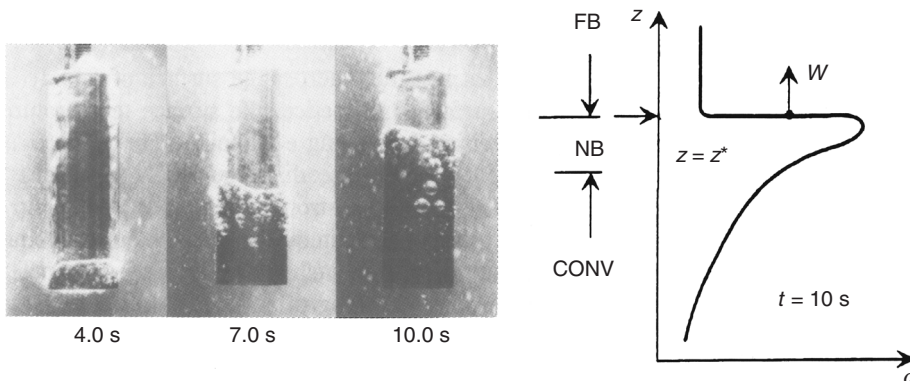 4.0 s
7.0 s
10.0 s
FB
NB
CONV
z
W
z = z*
t = 10 s